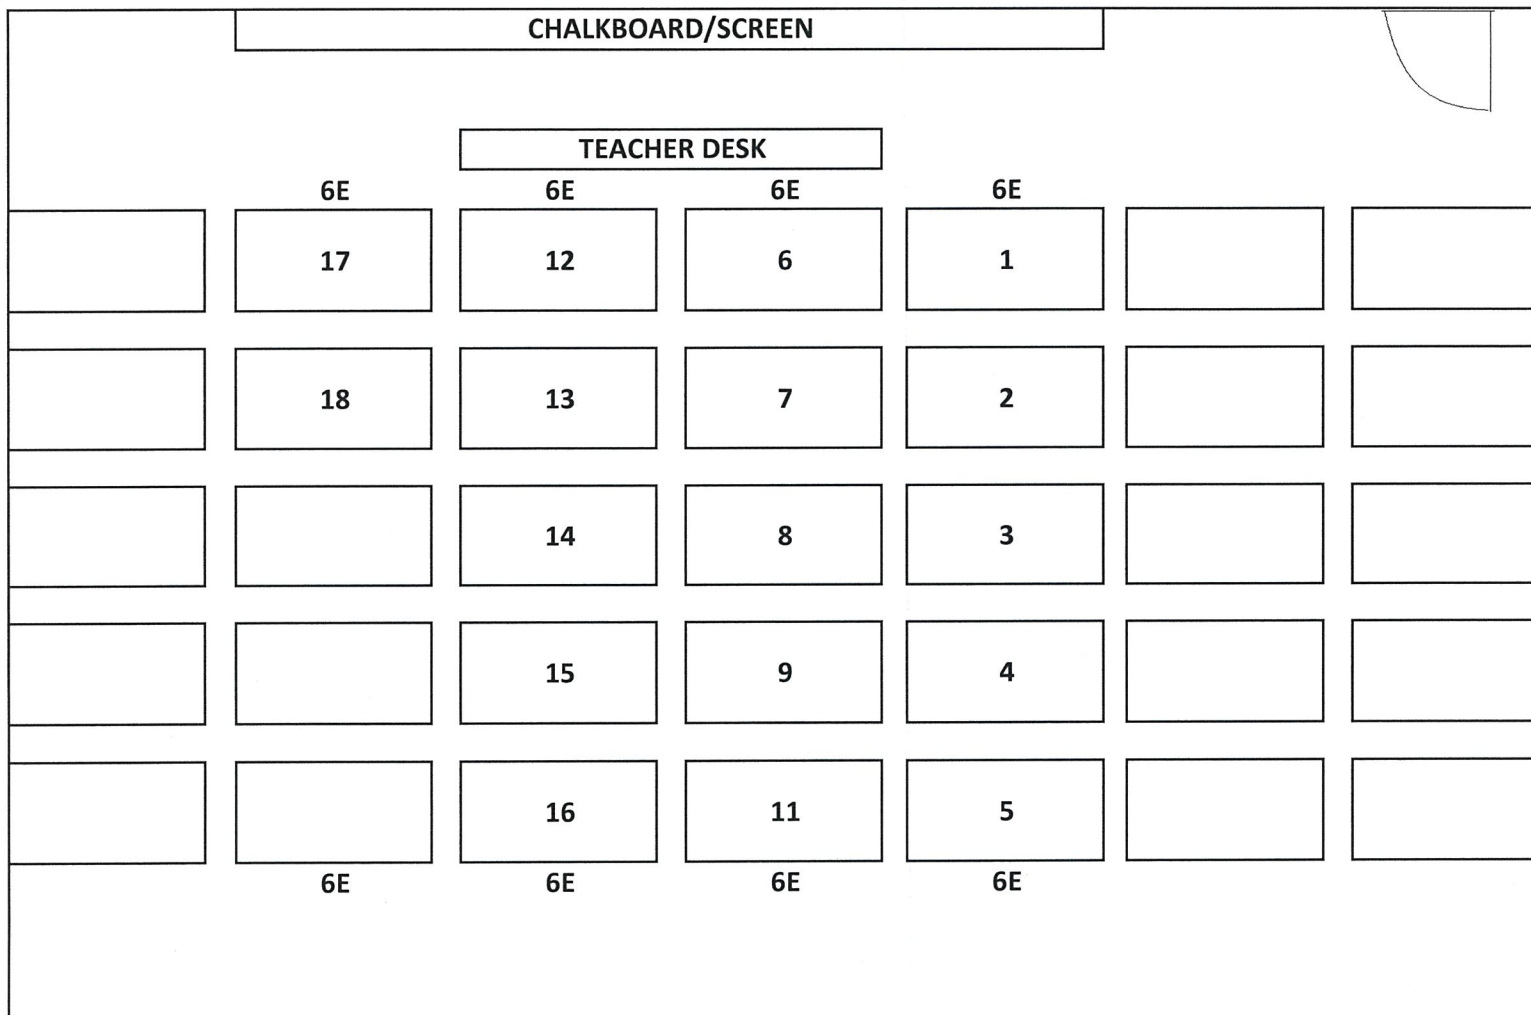 CHALKBOARD/SCREEN
TEACHER DESK
6E 6E 6E 6E
17 12 6 1
18 13 7 2
14 8 3
15 9 4
16 11 5
6E 6E 6E 6E